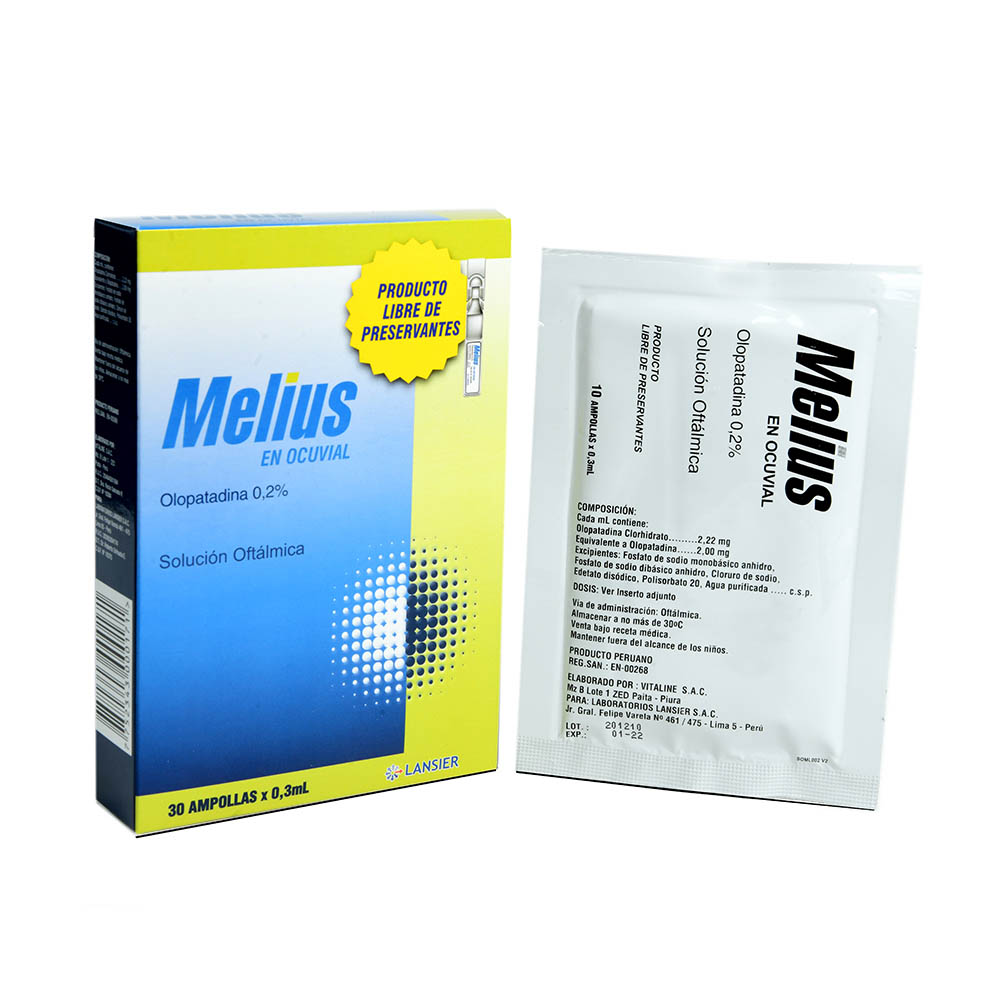 Melius
PRODUCTO
LIBRE DE
PRESERVANTES
Melius
Melius
EN OCUVIAL
Olopatadina 0,2%
Solución Oftálmica
LANSIER
30 AMPOLLAS x 0,3mL
COMPOSICIÓN
Melius
EN OCUVIAL
Olopatadina 0,2%
Solución Oftálmica
PRODUCTO
LIBRE DE PRESERVANTES
10 AMPOLLAS x 0,3mL
COMPOSICIÓN:
Cada mL contiene:
Olopatadina Clorhidrato.........2,22 mg
Equivalente a Olopatadina......2,00 mg
Excipientes: Fosfato de sodio monobásico anhidro,
Fosfato de sodio dibásico anhidro, Cloruro de sodio,
Edetato disódico, Polisorbato 20, Agua purificada ..... c.s.p.
DOSIS: Ver Inserto adjunto
Vía de administración: Oftálmica.
Almacenar a no más de 30ºC
Venta bajo receta médica.
Mantener fuera del alcance de los niños.
PRODUCTO PERUANO
REG.SAN.: EN-00268
ELABORADO POR : VITALINE S.A.C.
Mz B Lote 1 ZED Paita - Piura
PARA: LABORATORIOS LANSIER S.A.C.
Jr. Gral. Felipe Varela Nº 461 / 475 - Lima 5 - Perú
LOT. : 201210
EXP.: 01-22
BOML002 V2